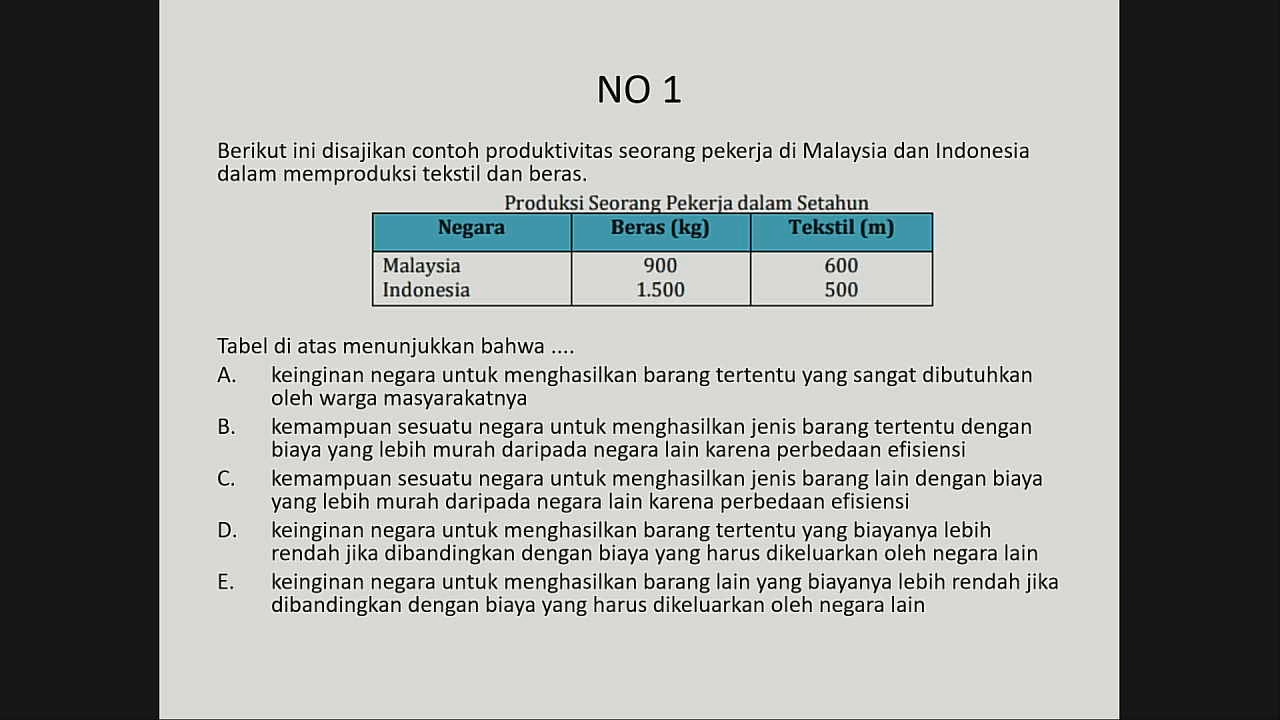 NO 1
Berikut ini disajikan contoh produktivitas seorang pekerja di Malaysia dan Indonesia
dalam memproduksi tekstil dan beras.
Produksi Seorang Pekerja dalam Setahun
Negara Beras (kg) Tekstil (m)
Malaysia 900 600
Indonesia 1.500 500
Tabel di atas menunjukkan bahwa ....
A. keinginan negara untuk menghasilkan barang tertentu yang sangat dibutuhkan
oleh warga masyarakatnya
B. kemampuan sesuatu negara untuk menghasilkan jenis barang tertentu dengan
biaya yang lebih murah daripada negara lain karena perbedaan efisiensi
C. kemampuan sesuatu negara untuk menghasilkan jenis barang lain dengan biaya
yang lebih murah daripada negara lain karena perbedaan efisiensi
D. keinginan negara untuk menghasilkan barang tertentu yang biayanya lebih
rendah jika dibandingkan dengan biaya yang harus dikeluarkan oleh negara lain
E. keinginan negara untuk menghasilkan barang lain yang biayanya lebih rendah jika
dibandingkan dengan biaya yang harus dikeluarkan oleh negara lain